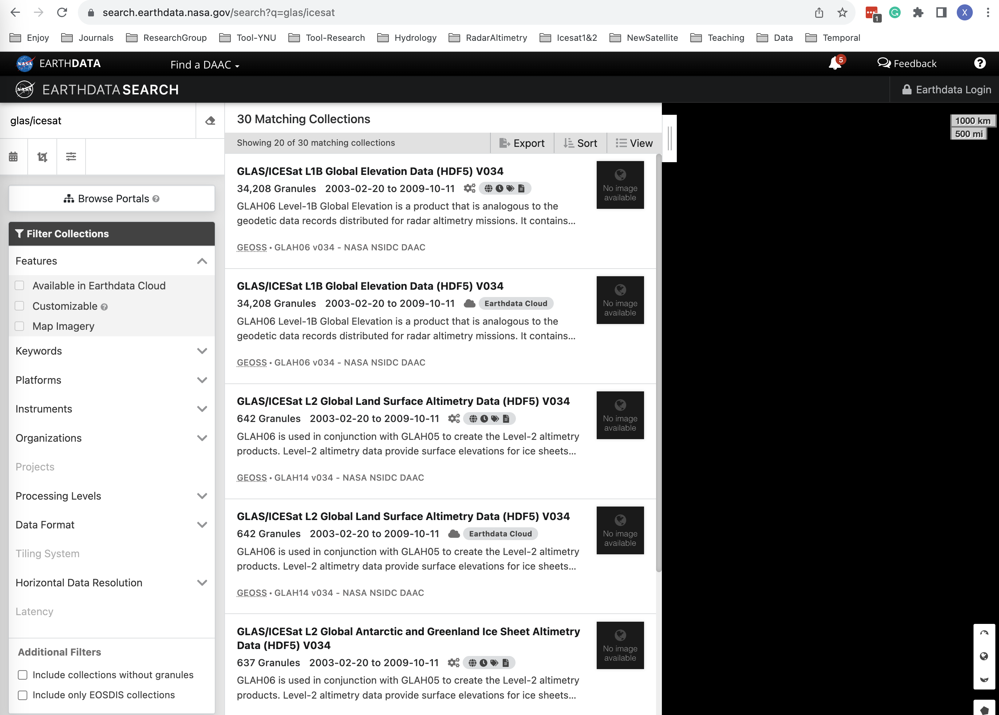 search.earthdata.nasa.gov/search?q=glas/icesat
1
X
Enjoy Journals ResearchGroup Tool-YNU Tool-Research Hydrology RadarAltimetry Icesat1&2 NewSatellite Teaching Data Temporal
NASA EARTHDATA Find a DAAC 5 Feedback ?
NASA EARTHDATA SEARCH Earthdata Login
glas/icesat
Browse Portals ?
Filter Collections
Features
Available in Earthdata Cloud
Customizable ?
Map Imagery
Keywords
Platforms
Instruments
Organizations
Projects
Processing Levels
Data Format
Tiling System
Horizontal Data Resolution
Latency
Additional Filters
Include collections without granules
Include only EOSDIS collections
30 Matching Collections
Showing 20 of 30 matching collections Export Sort View
GLAS/ICESat L1B Global Elevation Data (HDF5) V034
34,208 Granules 2003-02-20 to 2009-10-11
GLAH06 Level-1B Global Elevation is a product that is analogous to the
geodetic data records distributed for radar altimetry missions. It contains...
GEOSS • GLAH06 v034 - NASA NSIDC DAAC
No image
available
GLAS/ICESat L1B Global Elevation Data (HDF5) V034
34,208 Granules 2003-02-20 to 2009-10-11 Earthdata Cloud
GLAH06 Level-1B Global Elevation is a product that is analogous to the
geodetic data records distributed for radar altimetry missions. It contains...
GEOSS • GLAH06 v034 - NASA NSIDC DAAC
No image
available
GLAS/ICESat L2 Global Land Surface Altimetry Data (HDF5) V034
642 Granules 2003-02-20 to 2009-10-11
GLAH06 is used in conjunction with GLAH05 to create the Level-2 altimetry
products. Level-2 altimetry data provide surface elevations for ice sheets...
GEOSS • GLAH14 v034 - NASA NSIDC DAAC
No image
available
GLAS/ICESat L2 Global Land Surface Altimetry Data (HDF5) V034
642 Granules 2003-02-20 to 2009-10-11 Earthdata Cloud
GLAH06 is used in conjunction with GLAH05 to create the Level-2 altimetry
products. Level-2 altimetry data provide surface elevations for ice sheets...
GEOSS • GLAH14 v034 - NASA NSIDC DAAC
No image
available
GLAS/ICESat L2 Global Antarctic and Greenland Ice Sheet Altimetry
Data (HDF5) V034
637 Granules 2003-02-20 to 2009-10-11
GLAH06 is used in conjunction with GLAH05 to create the Level-2 altimetry
products. Level-2 altimetry data provide surface elevations for ice sheets...
No image
available
1000 km
500 mi